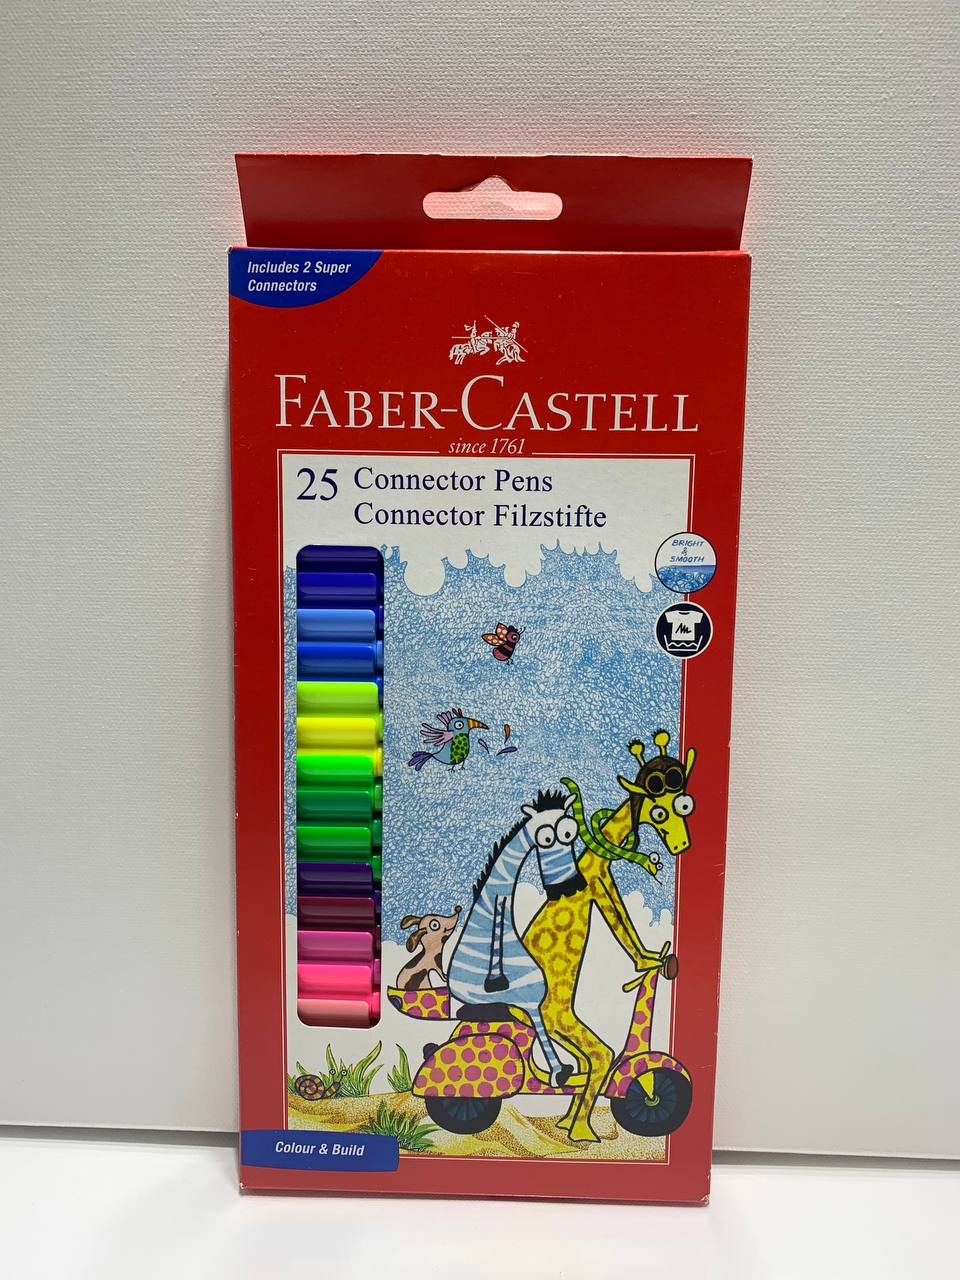 Includes 2 Super
Connectors
FABER-CASTELL
since 1761
25 Connector Pens
Connector Filzstifte
BRIGHT
&
SMOOTH
Colour & Build